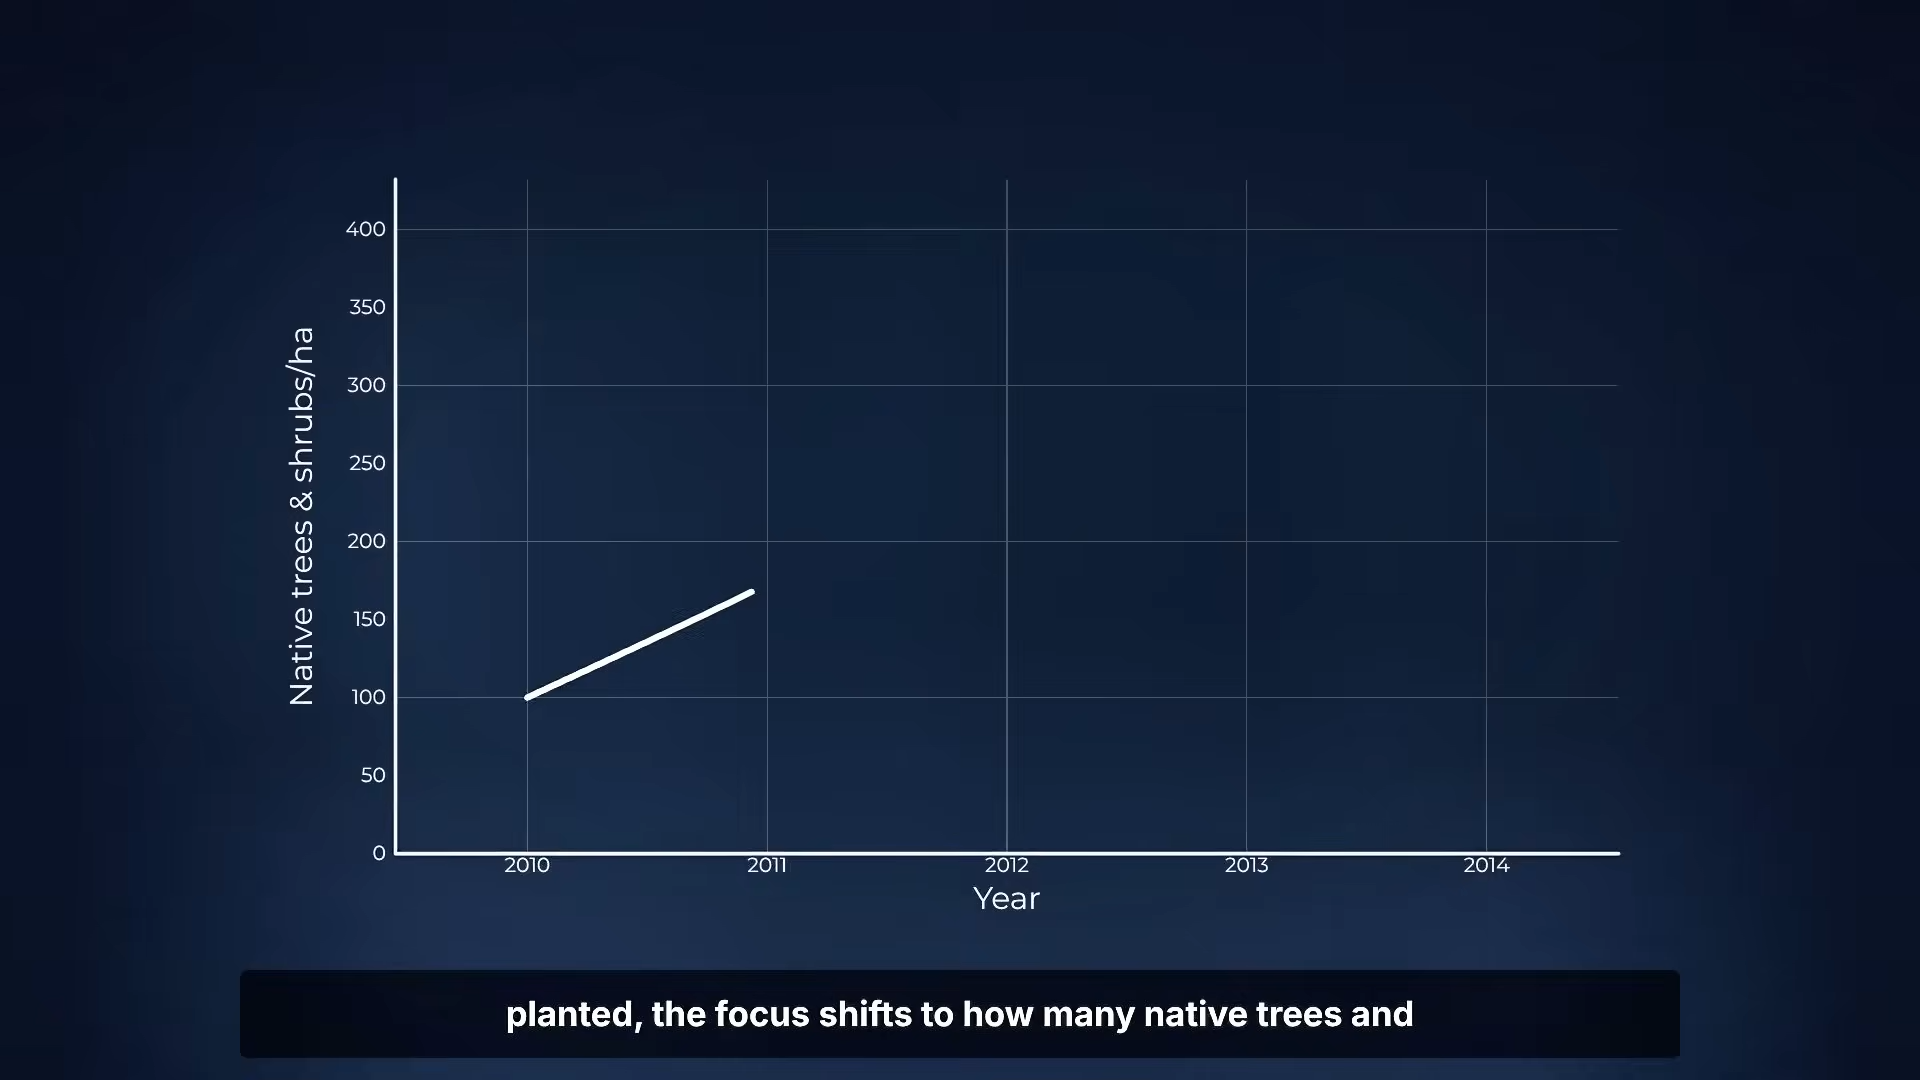 Native trees & shrubs/ha
400
350
300
250
200
150
100
50
0
2010 2011 2012 2013 2014
Year
planted, the focus shifts to how many native trees and